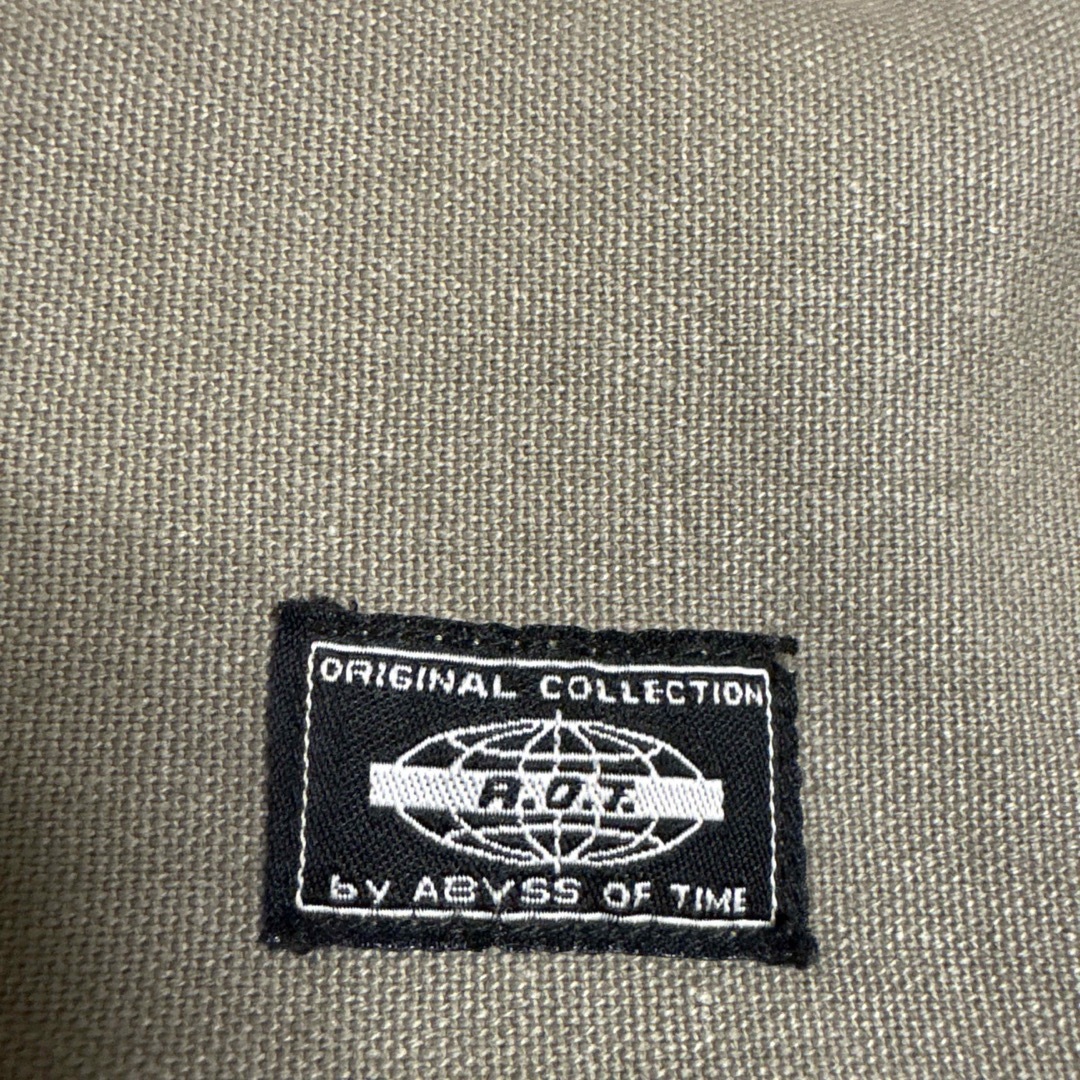 ORIGINAL COLLECTION
A.O.T.
by ABYSS OF TIME